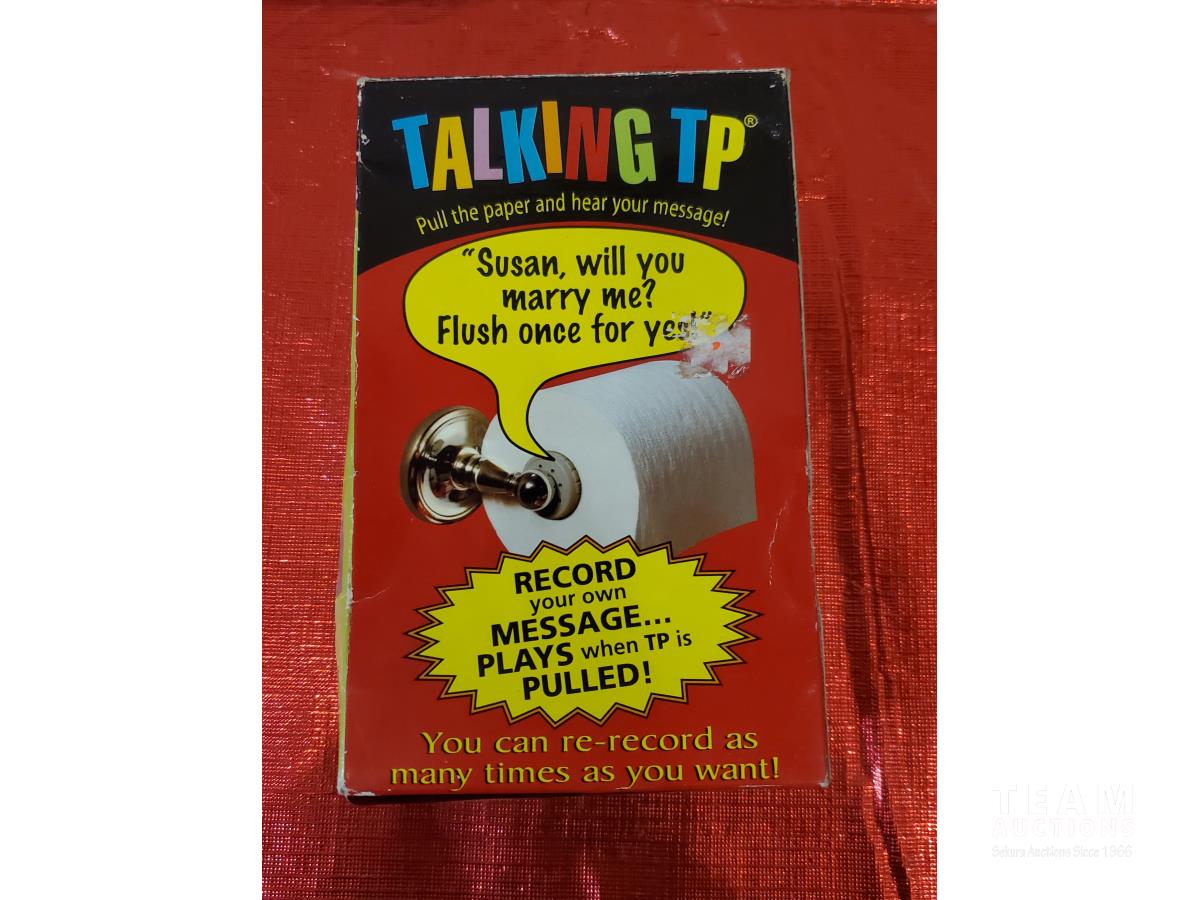 TALKING TP®
Pull the paper and hear your message!
"Susan, will you
marry me?
Flush once for yes!"
RECORD
your own
MESSAGE...
PLAYS when TP is
PULLED!
You can re-record as
many times as you want!
TEAM
AUCTIONS
Sekura Auctions Since 1966